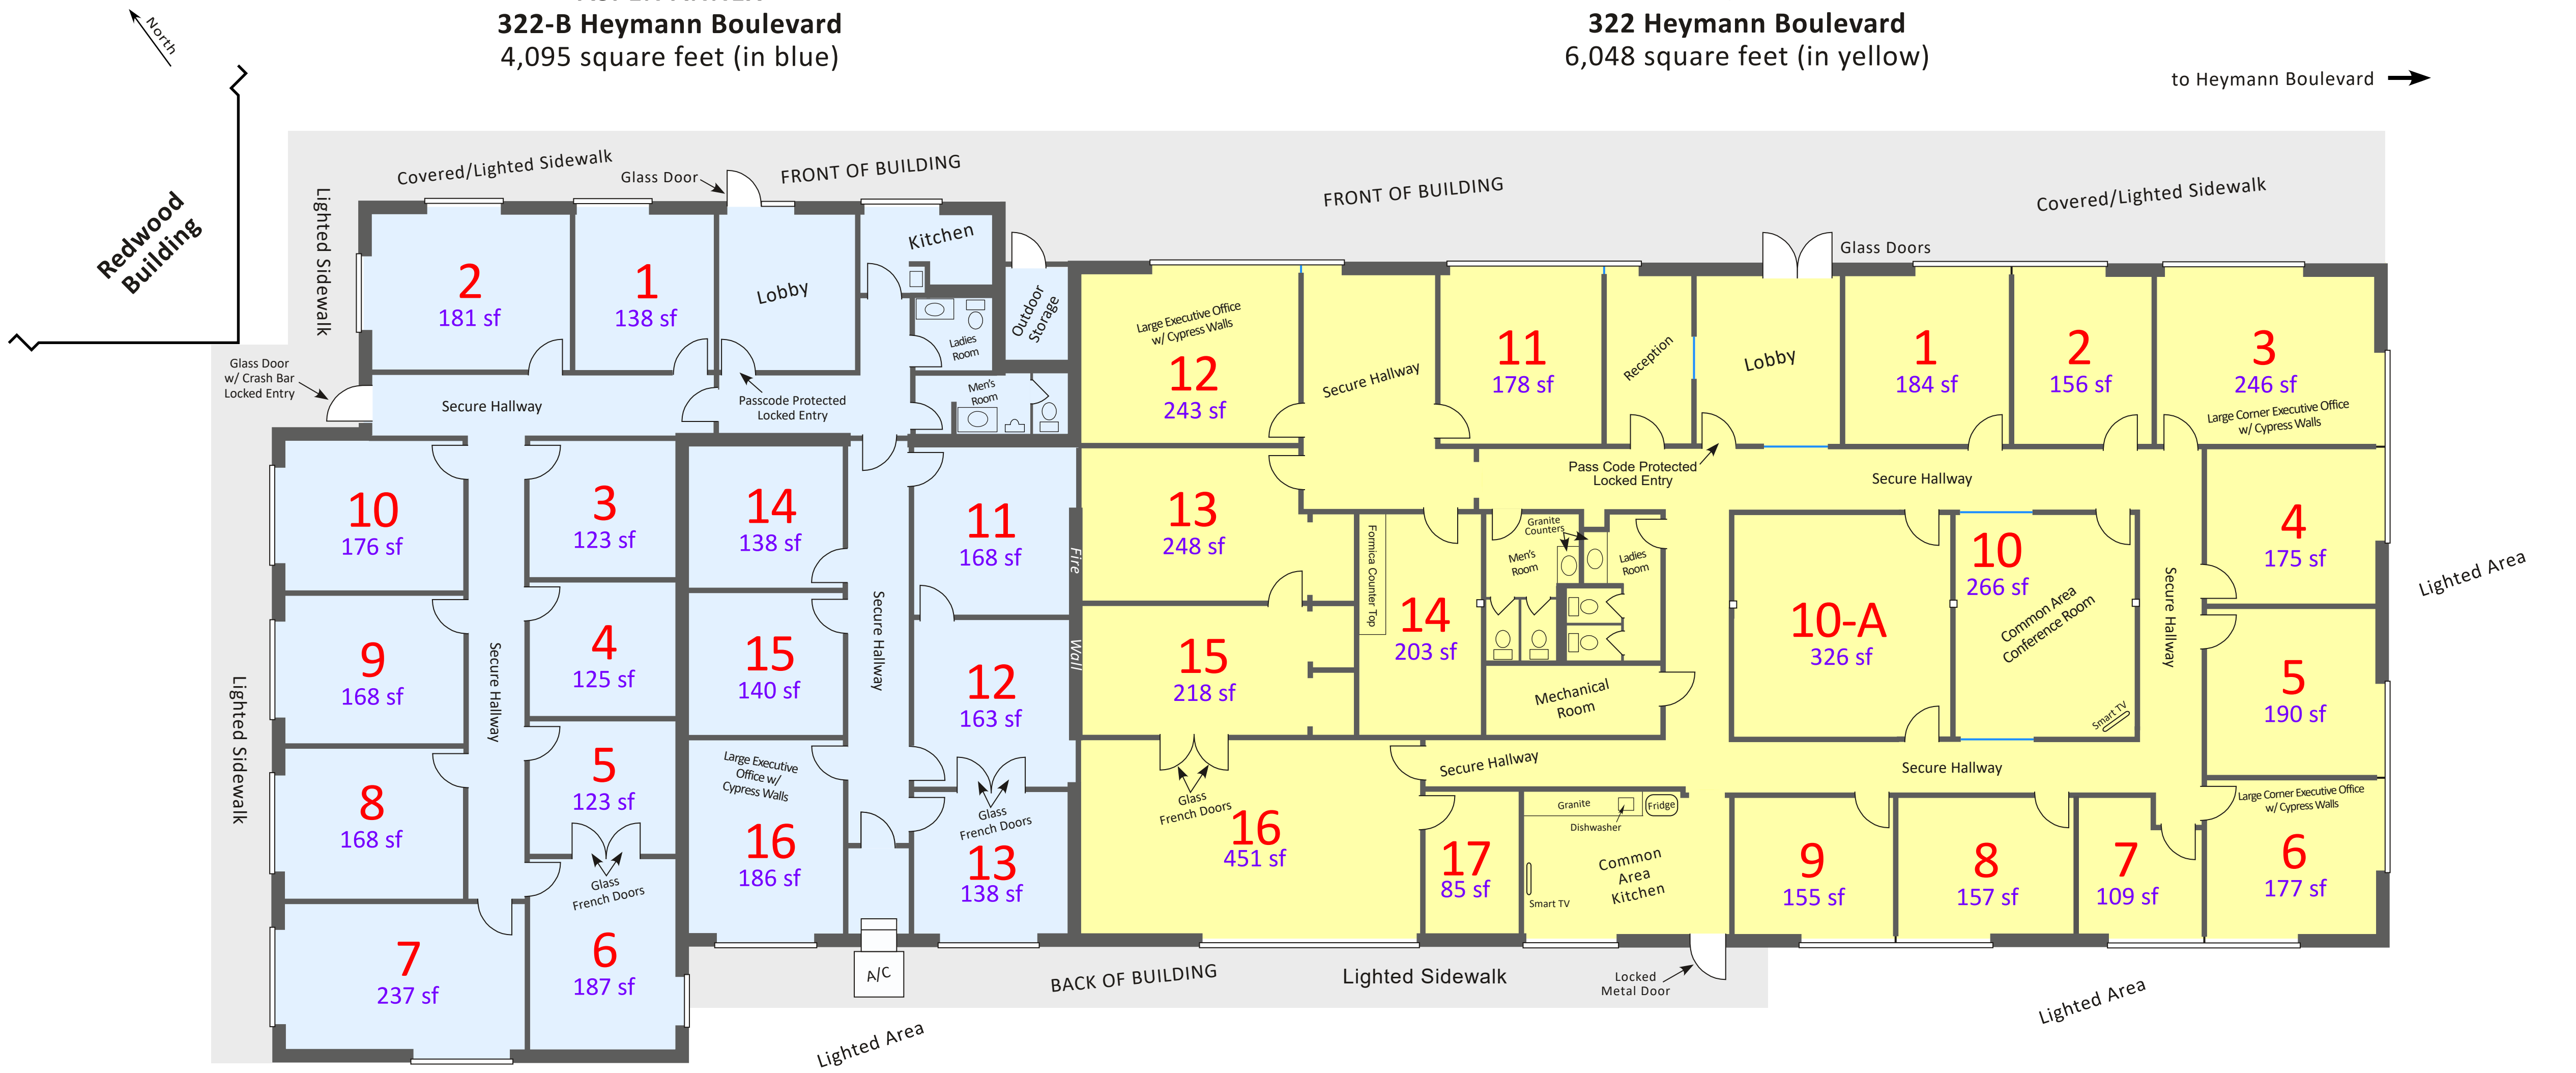 North
322-B Heymann Boulevard
4,095 square feet (in blue)
322 Heymann Boulevard
6,048 square feet (in yellow)
to Heymann Boulevard
Redwood
Building
Lighted Sidewalk
Covered/Lighted Sidewalk
Glass Door
FRONT OF BUILDING
FRONT OF BUILDING
Glass Doors
Covered/Lighted Sidewalk
2
181 sf
1
138 sf
Lobby
Kitchen
Ladies
Room
Men's
Room
Outdoor
Storage
Glass Door
w/ Crash Bar
Locked Entry
Secure Hallway
Passcode Protected
Locked Entry
10
176 sf
9
168 sf
8
168 sf
7
237 sf
Lighted Sidewalk
Secure Hallway
3
123 sf
4
125 sf
5
123 sf
Glass
French Doors
6
187 sf
14
138 sf
15
140 sf
Large Executive
Office w/
Cypress Walls
16
186 sf
Secure Hallway
A/C
11
168 sf
12
163 sf
Glass
French Doors
13
138 sf
Fire
Wall
Large Executive Office
w/ Cypress Walls
12
243 sf
Secure Hallway
11
178 sf
Reception
Lobby
1
184 sf
2
156 sf
3
246 sf
Large Corner Executive Office
w/ Cypress Walls
Pass Code Protected
Locked Entry
Secure Hallway
13
248 sf
15
218 sf
Formica Counter Top
14
203 sf
Granite
Counters
Men's
Room
Ladies
Room
Mechanical
Room
10-A
326 sf
10
266 sf
Common Area
Conference Room
Smart TV
Secure Hallway
4
175 sf
5
190 sf
Lighted Area
Glass
French Doors
16
451 sf
Secure Hallway
17
85 sf
Granite
Dishwasher
Fridge
Common
Area
Kitchen
Smart TV
Secure Hallway
9
155 sf
8
157 sf
7
109 sf
Large Corner Executive Office
w/ Cypress Walls
6
177 sf
BACK OF BUILDING
Lighted Sidewalk
Locked
Metal Door
Lighted Area
Lighted Area